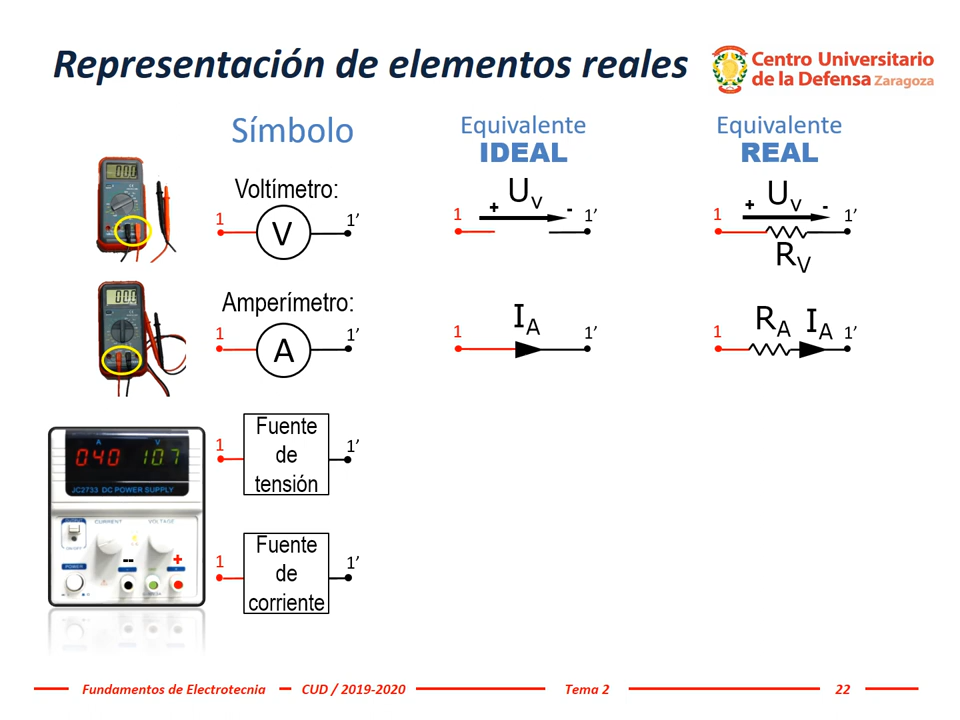 Representación de elementos reales
Centro Universitario
de la Defensa Zaragoza
Símbolo
Equivalente
IDEAL
Equivalente
REAL
Voltímetro:
1
V
1'
1
+
Uv
-
1'
1
+
Uv
-
1'
RV
Amperímetro:
1
A
1'
1
IA
1'
1
RA
IA
1'
Fuente
de
tensión
1
1'
Fuente
de
corriente
1
1'
A
V
040
107
JC2733 DC POWER SUPPLY
OUTPUT
CURRENT
VOLTAGE
POWER
Fundamentos de Electrotecnia
CUD / 2019-2020
Tema 2
22